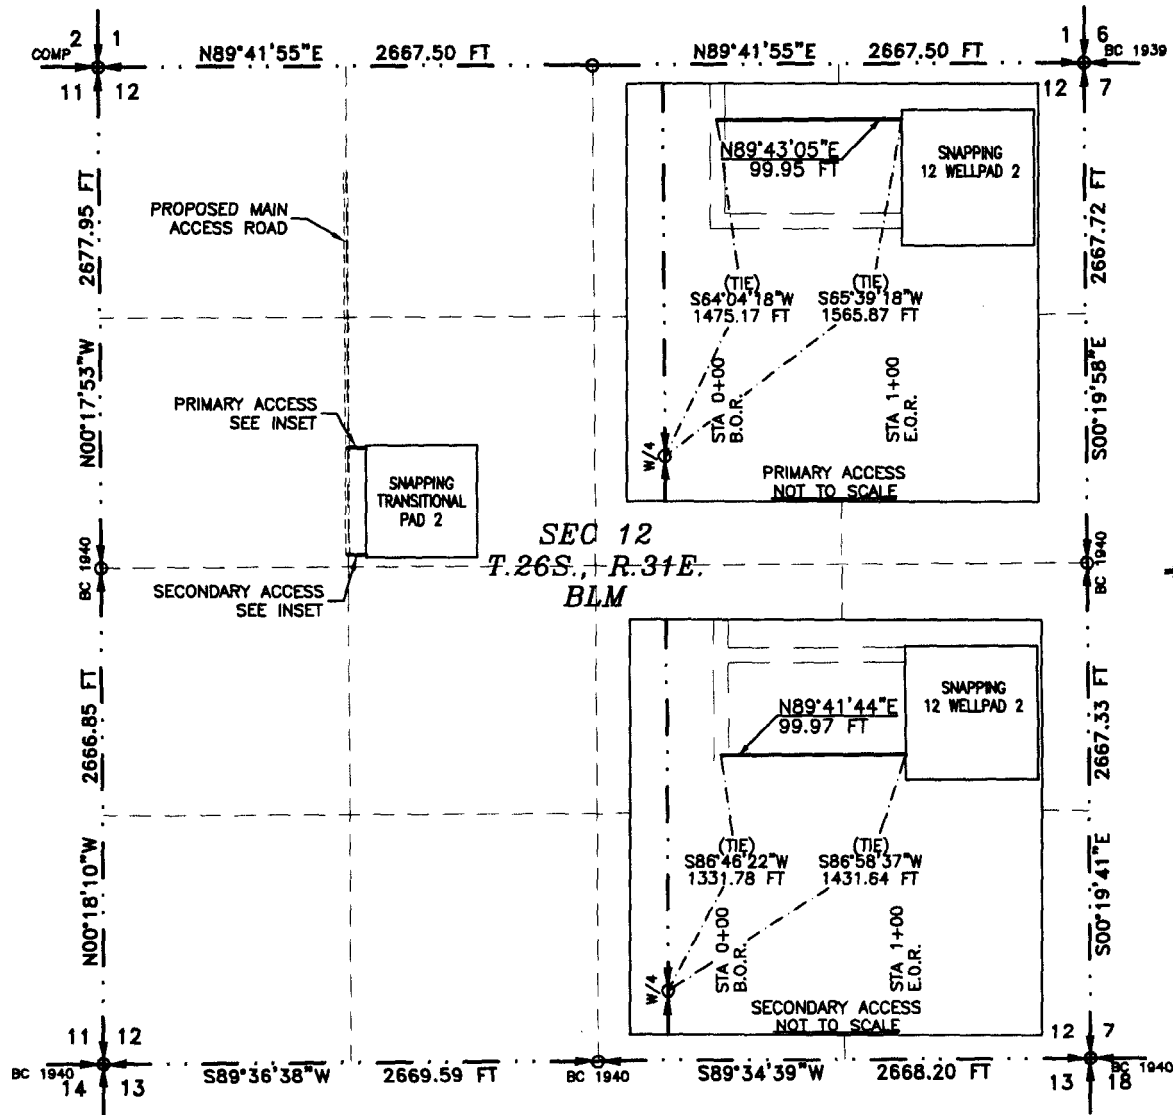 2 1
COMP
11 12
N89°41'55"E 2667.50 FT
N89°41'55"E 2667.50 FT
1 6
BC 1939
12 7
N89°43'05"E
99.95 FT
SNAPPING
12 WELLPAD 2
PROPOSED MAIN
ACCESS ROAD
2677.95 FT
N00°17'53"W
2667.72 FT
S00°19'58"E
(TIE)
S64°04'18"W
1475.17 FT
(TIE)
S65°39'18"W
1565.87 FT
STA 0+00
B.O.R.
STA 1+00
E.O.R.
W/4
PRIMARY ACCESS
NOT TO SCALE
PRIMARY ACCESS
SEE INSET
SNAPPING
TRANSITIONAL
PAD 2
SEC 12
T.26S., R.31E.
BLM
BC 1940
BC 1940
SECONDARY ACCESS
SEE INSET
SNAPPING
12 WELLPAD 2
N89°41'44"E
99.97 FT
2666.85 FT
N00°18'10"W
2667.33 FT
S00°19'41"E
(TIE)
S86°46'22"W
1331.78 FT
(TIE)
S86°58'37"W
1431.64 FT
STA 0+00
B.O.R.
STA 1+00
E.O.R.
W/4
SECONDARY ACCESS
NOT TO SCALE
11 12
BC 1940
14 13
S89°36'38"W 2669.59 FT
BC 1940
S89°34'39"W 2668.20 FT
12 7
13 18
BC 1940